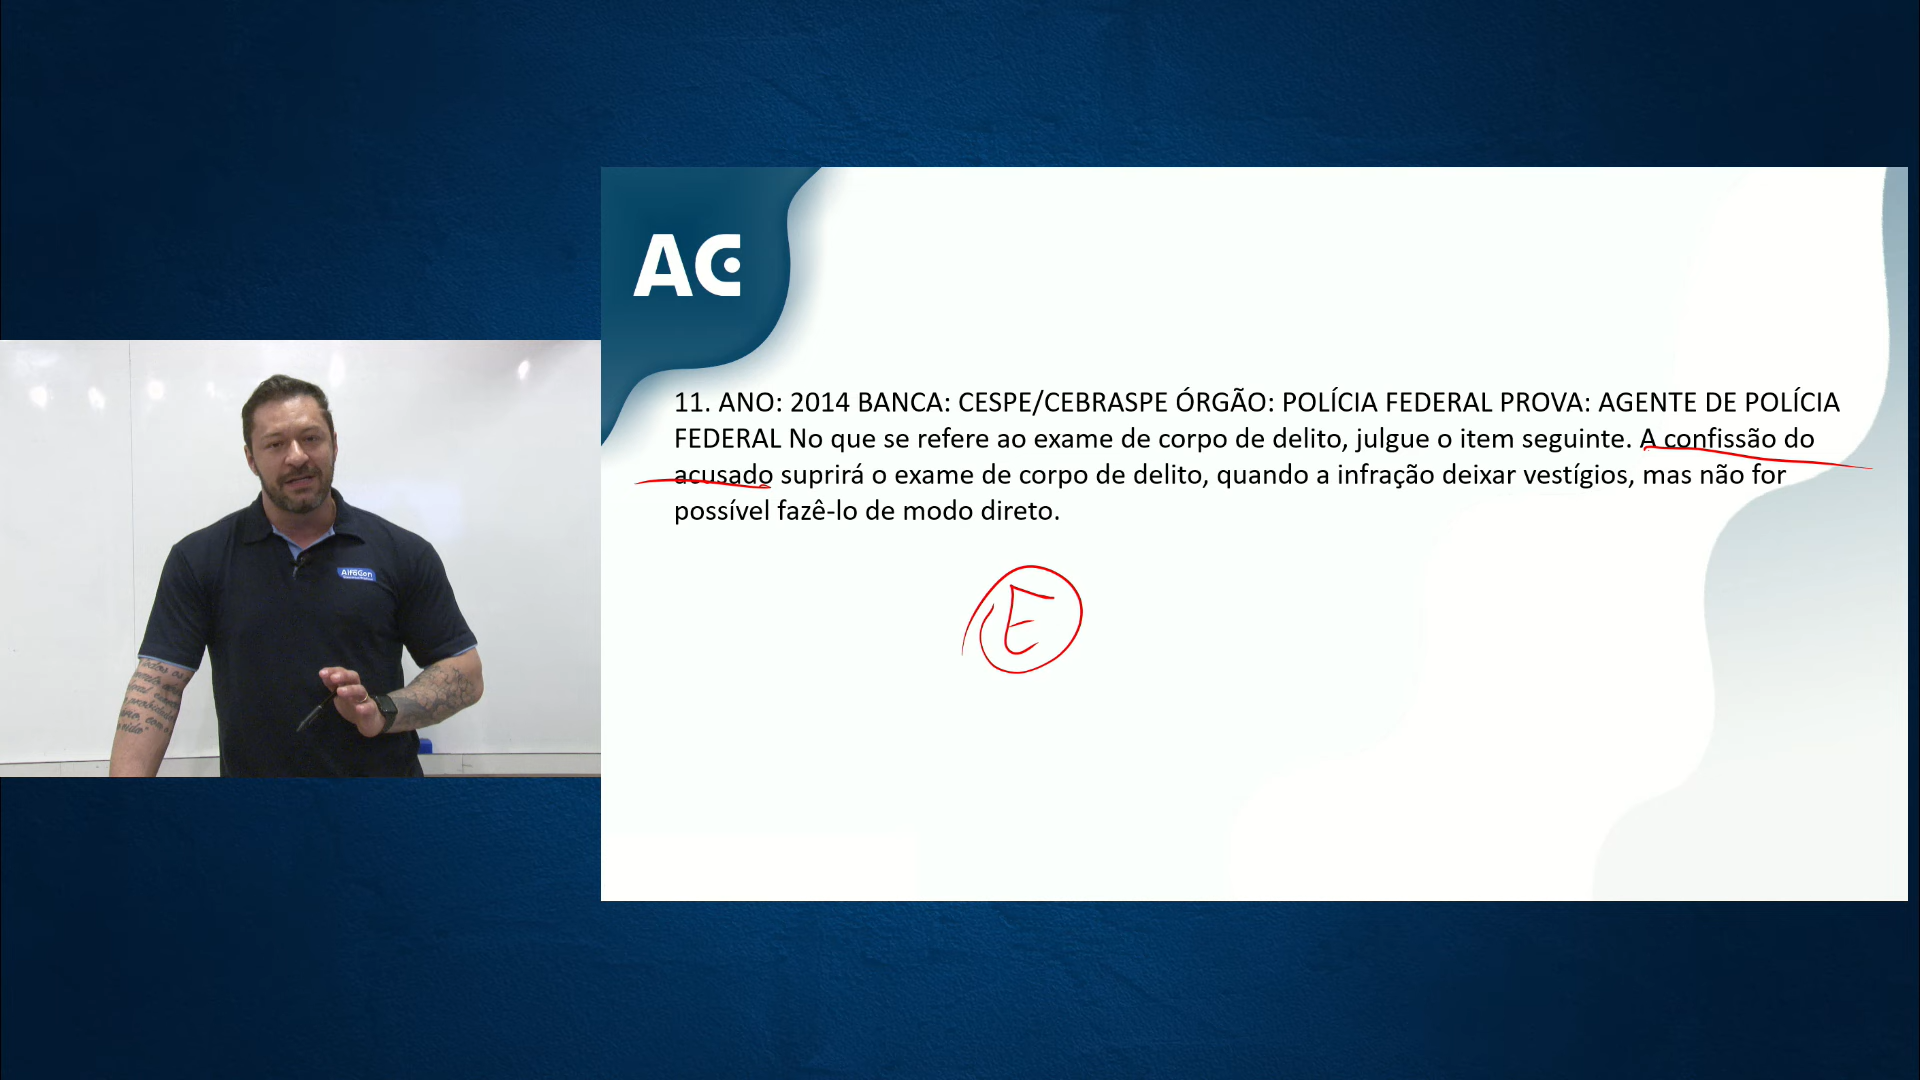 AC
11. ANO: 2014 BANCA: CESPE/CEBRASPE ÓRGÃO: POLÍCIA FEDERAL PROVA: AGENTE DE POLÍCIA
FEDERAL No que se refere ao exame de corpo de delito, julgue o item seguinte. A confissão do
acusado suprirá o exame de corpo de delito, quando a infração deixar vestígios, mas não for
possível fazê-lo de modo direto.
E
AlfaCon